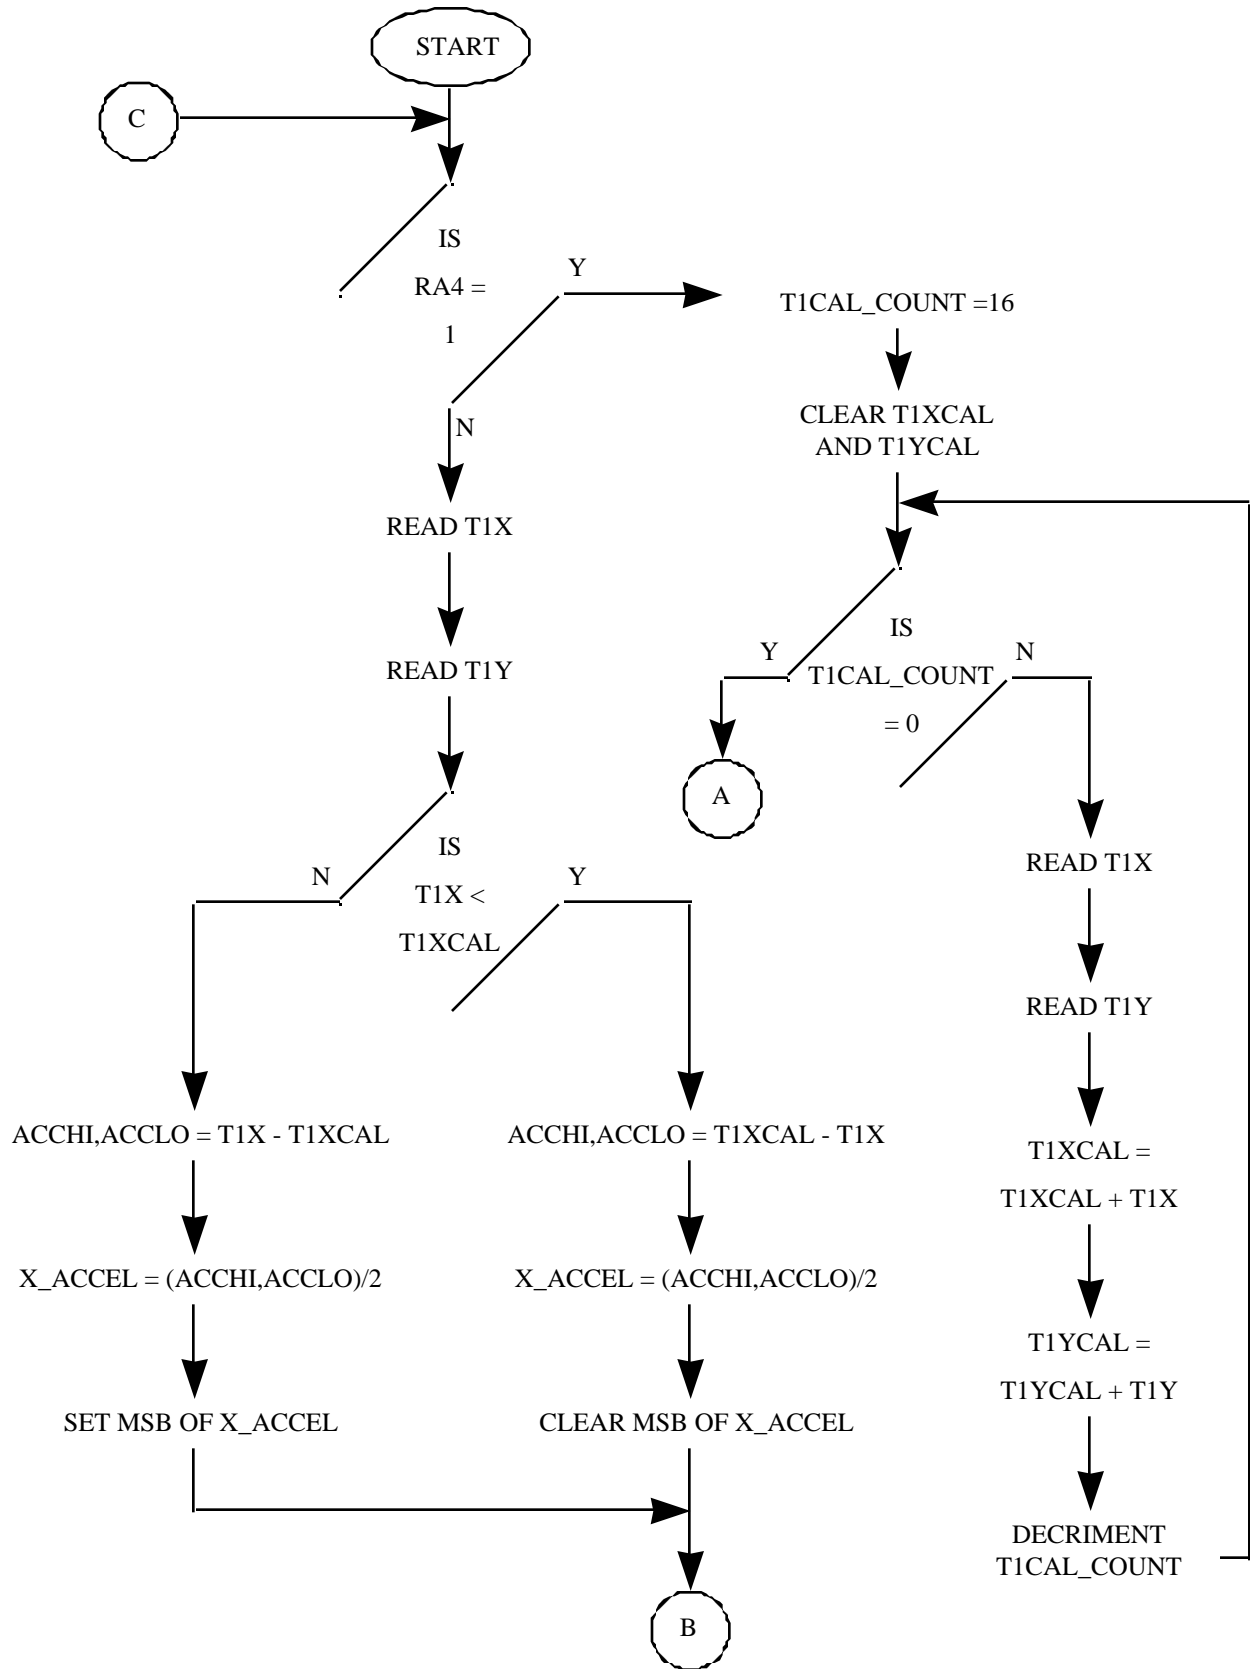 START
C
IS
RA4 =
1
Y
N
T1CAL_COUNT =16
CLEAR T1XCAL
AND T1YCAL
READ T1X
READ T1Y
IS
T1CAL_COUNT
= 0
Y
N
A
IS
T1X <
T1XCAL
N
Y
READ T1X
READ T1Y
T1XCAL =
T1XCAL + T1X
T1YCAL =
T1YCAL + T1Y
DECRIMENT
T1CAL_COUNT
ACCHI,ACCLO = T1X - T1XCAL
X_ACCEL = (ACCHI,ACCLO)/2
SET MSB OF X_ACCEL
ACCHI,ACCLO = T1XCAL - T1X
X_ACCEL = (ACCHI,ACCLO)/2
CLEAR MSB OF X_ACCEL
B